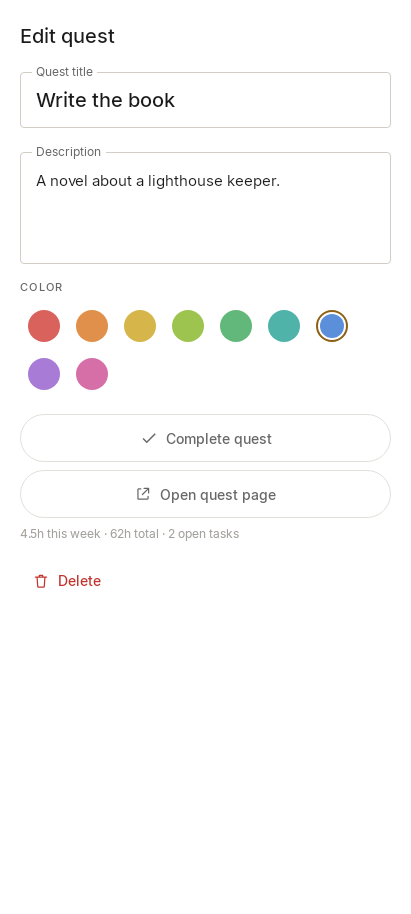 Edit quest
Quest title
Write the book
Description
A novel about a lighthouse keeper.
COLOR
Complete quest
Open quest page
4.5h this week · 62h total · 2 open tasks
Delete